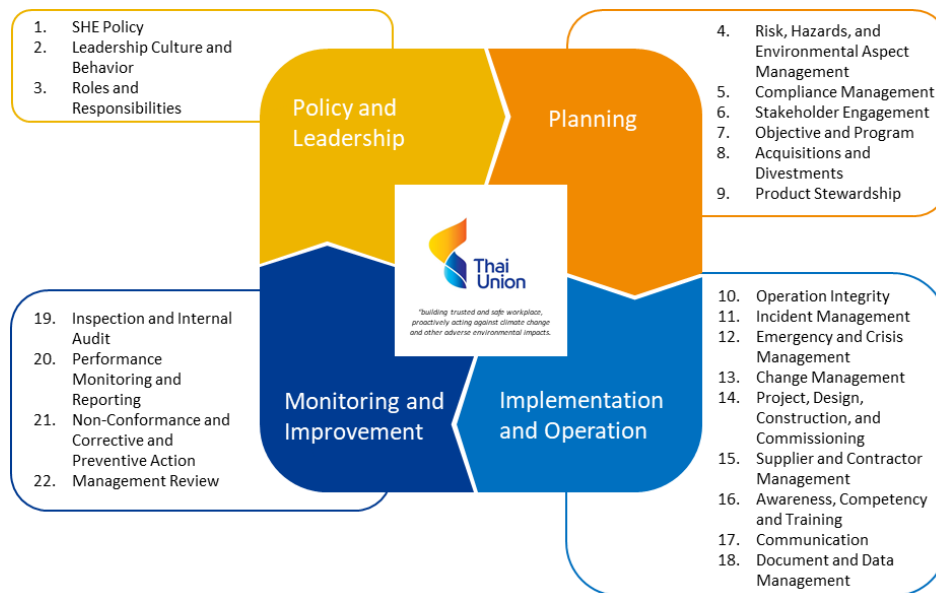 1. SHE Policy
2. Leadership Culture and
Behavior
3. Roles and
Responsibilities
Policy and
Leadership
Planning
4. Risk, Hazards, and
Environmental Aspect
Management
5 Compliance Management
6 Stakeholder Engagement
7. Objective and Program
8. Acquisitions and
Divestments
9. Product Stewardship
Thai
Union
"building trusted and safe workplace,
proactively acting against climate change
and other adverse environmental impacts.
19. Inspection and Internal
Audit
20. Performance
Monitoring and
Reporting
21. Non-Conformance and
Corrective and
Preventive Action
22. Management Review
Monitoring and
Improvement
Implementation
and Operation
10. Operation Integrity
11. Incident Management
12. Emergency and Crisis
Management
13. Change Management
14. Project, Design,
Construction, and
Commissioning
15. Supplier and Contractor
Management
16. Awareness, Competency
and Training
17. Communication
18. Document and Data
Management